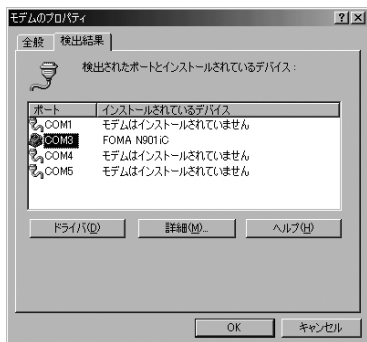 モデムのプロパティ
全般 検出結果
検出されたポートとインストールされているデバイス：
ポート インストールされているデバイス
COM1 モデムはインストールされていません
COM3 FOMA N901iC
COM4 モデムはインストールされていません
COM5 モデムはインストールされていません
ドライバ(D) 詳細(M)... ヘルプ(H)
OK キャンセル